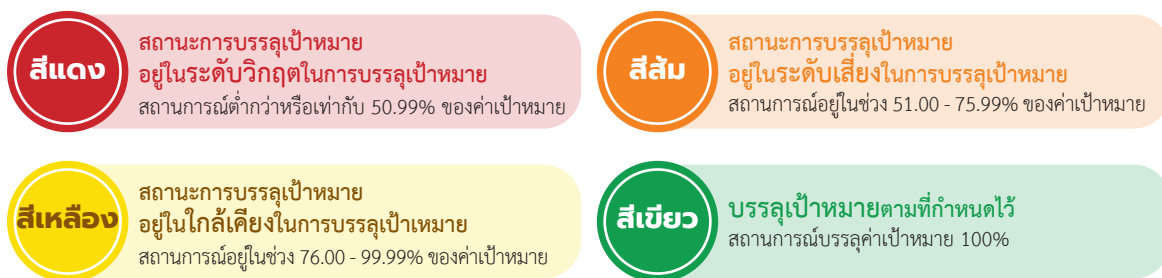 สีแดง
สถานะการบรรลุเป้าหมาย
อยู่ในระดับวิกฤตในการบรรลุเป้าหมาย
สถานการณ์ต่ำกว่าหรือเท่ากับ 50.99% ของค่าเป้าหมาย
สีส้ม
สถานะการบรรลุเป้าหมาย
อยู่ในระดับเสี่ยงในการบรรลุเป้าหมาย
สถานการณ์อยู่ในช่วง 51.00 - 75.99% ของค่าเป้าหมาย
สีเหลือง
สถานะการบรรลุเป้าหมาย
อยู่ในใกล้เคียงในการบรรลุเป้าเหมาย
สถานการณ์อยู่ในช่วง 76.00 - 99.99% ของค่าเป้าหมาย
สีเขียว
บรรลุเป้าหมายตามที่กำหนดไว้
สถานการณ์บรรลุค่าเป้าหมาย 100%